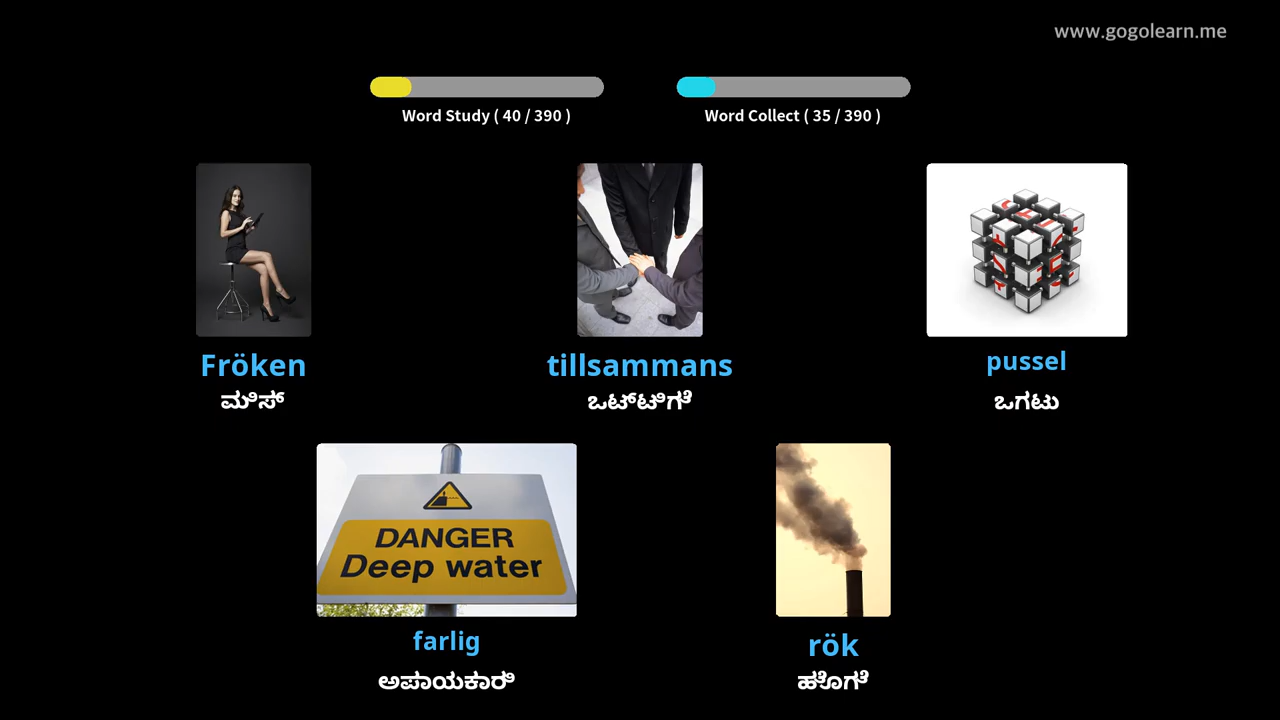 www.gogolearn.me
Word Study ( 40 / 390 )
Word Collect ( 35 / 390 )
Fröken
ಮಿಸ್
tillsammans
ಒಟ್ಟಿಗೆ
pussel
ಒಗಟು
DANGER
Deep water
farlig
ಅಪಾಯಕಾರಿ
rök
ಹೊಗೆ